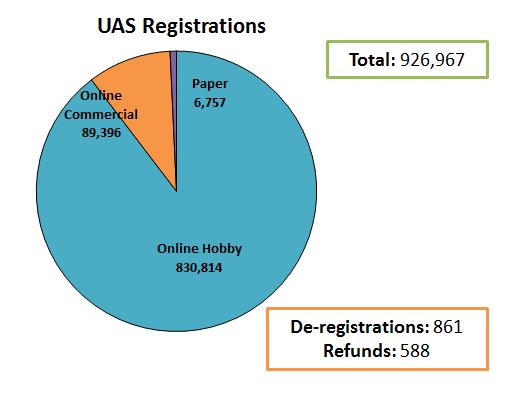 UAS Registrations
Total: 926,967
Paper
6,757
Online
Commercial
89,396
Online Hobby
830,814
De-registrations: 861
Refunds: 588